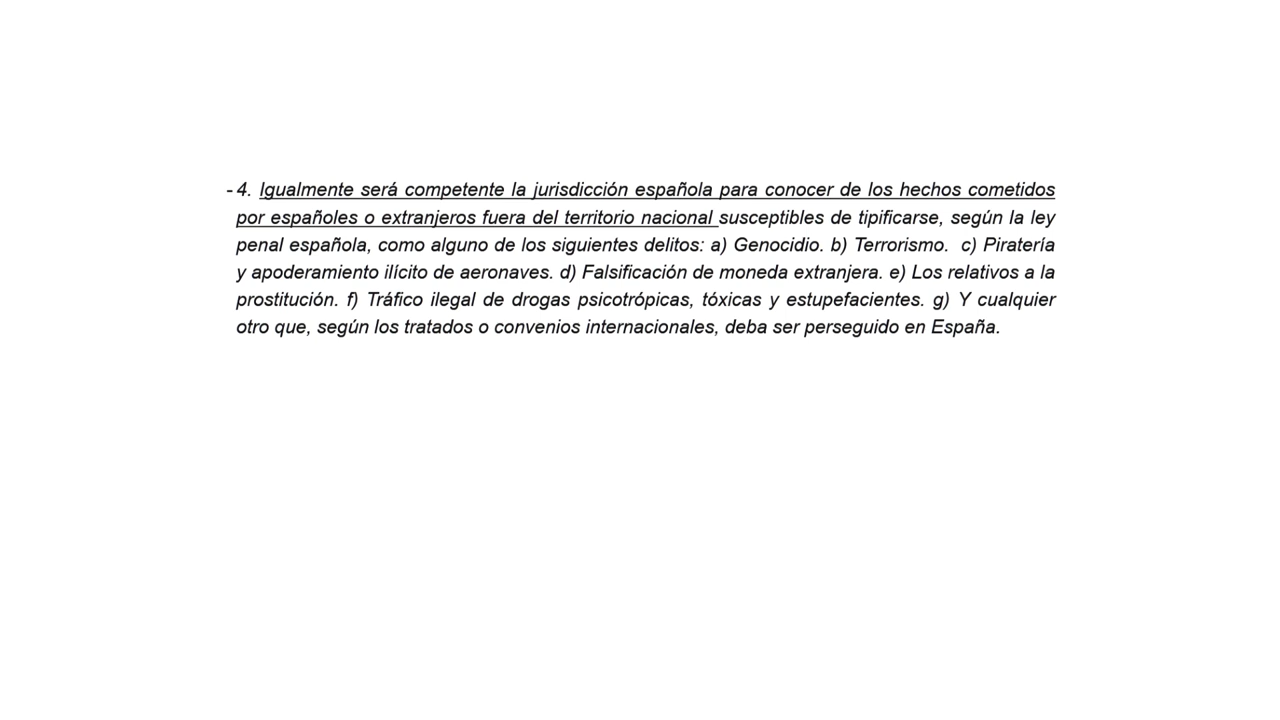 - 4. Igualmente será competente la jurisdicción española para conocer de los hechos cometidos
por españoles o extranjeros fuera del territorio nacional susceptibles de tipificarse, según la ley
penal española, como alguno de los siguientes delitos: a) Genocidio. b) Terrorismo. c) Piratería
y apoderamiento ilícito de aeronaves. d) Falsificación de moneda extranjera. e) Los relativos a la
prostitución. f) Tráfico ilegal de drogas psicotrópicas, tóxicas y estupefacientes. g) Y cualquier
otro que, según los tratados o convenios internacionales, deba ser perseguido en España.